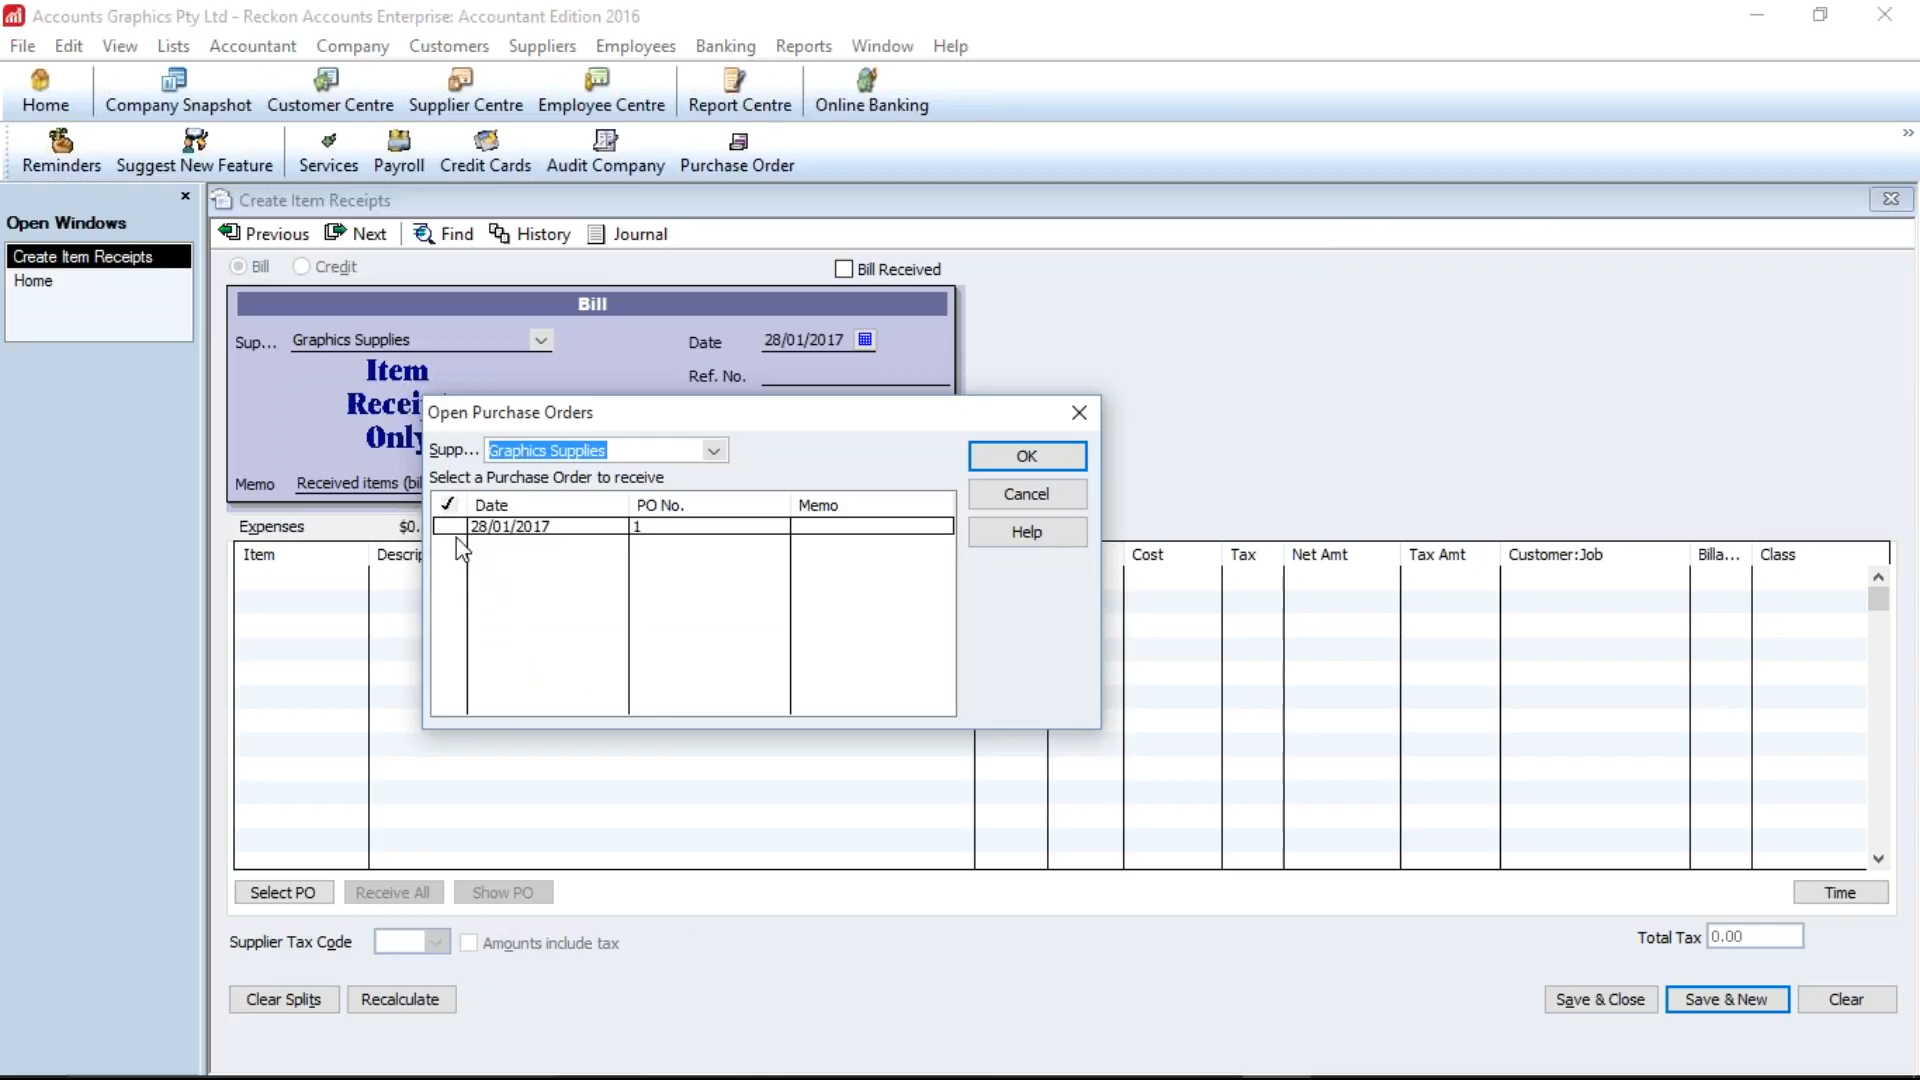 Accounts Graphics Pty Ltd - Reckon Accounts Enterprise: Accountant Edition 2016
File Edit View Lists Accountant Company Customers Suppliers Employees Banking Reports Window Help
Home Company Snapshot Customer Centre Supplier Centre Employee Centre Report Centre Online Banking
Reminders Suggest New Feature Services Payroll Credit Cards Audit Company Purchase Order
Open Windows
Create Item Receipts
Home
Create Item Receipts
Previous Next Find History Journal
Bill Credit Bill Received
Bill
Sup... Graphics Supplies Date 28/01/2017
Ref. No.
Item
Recei
Only
Memo Received items (bi
Open Purchase Orders
Supp... Graphics Supplies OK
Select a Purchase Order to receive Cancel
Date PO No. Memo
28/01/2017 1 Help
Expenses $0.
Item Descrip Cost Tax Net Amt Tax Amt Customer:Job Billa... Class
Select PO Receive All Show PO Time
Supplier Tax Code Amounts include tax Total Tax 0.00
Clear Splits Recalculate Save & Close Save & New Clear